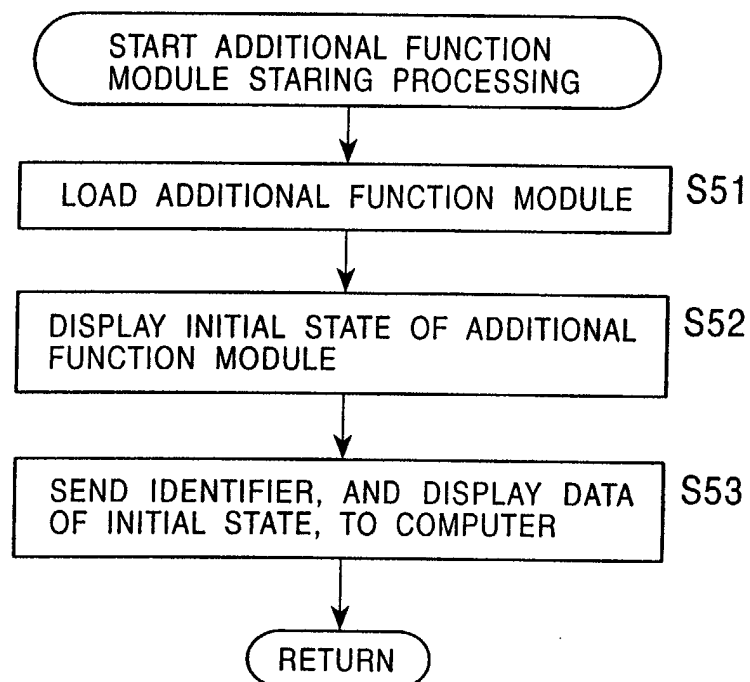 START ADDITIONAL FUNCTION
MODULE STARING PROCESSING
LOAD ADDITIONAL FUNCTION MODULE
S51
DISPLAY INITIAL STATE OF ADDITIONAL
FUNCTION MODULE
S52
SEND IDENTIFIER, AND DISPLAY DATA
OF INITIAL STATE, TO COMPUTER
S53
RETURN